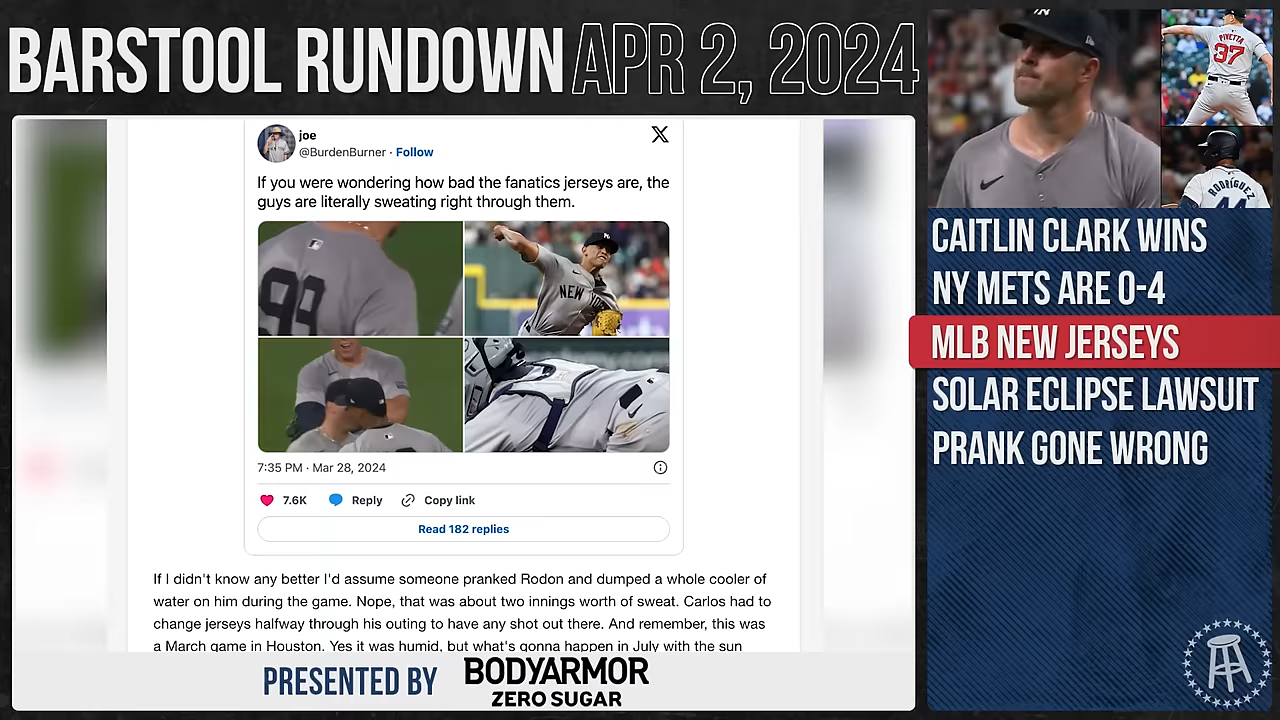 BARSTOOL RUNDOWN APR 2, 2024
joe
@BurdenBurner · Follow
If you were wondering how bad the fanatics jerseys are, the
guys are literally sweating right through them.
99
NEW YORK
7:35 PM · Mar 28, 2024
7.6K Reply Copy link
Read 182 replies
If I didn't know any better I'd assume someone pranked Rodon and dumped a whole cooler of
water on him during the game. Nope, that was about two innings worth of sweat. Carlos had to
change jerseys halfway through his outing to have any shot out there. And remember, this was
a March game in Houston. Yes it was humid, but what's gonna happen in July with the sun
PRESENTED BY BODYARMOR
ZERO SUGAR
PIVETTA
37
RODRÍGUEZ
44
CAITLIN CLARK WINS
NY METS ARE 0-4
MLB NEW JERSEYS
SOLAR ECLIPSE LAWSUIT
PRANK GONE WRONG